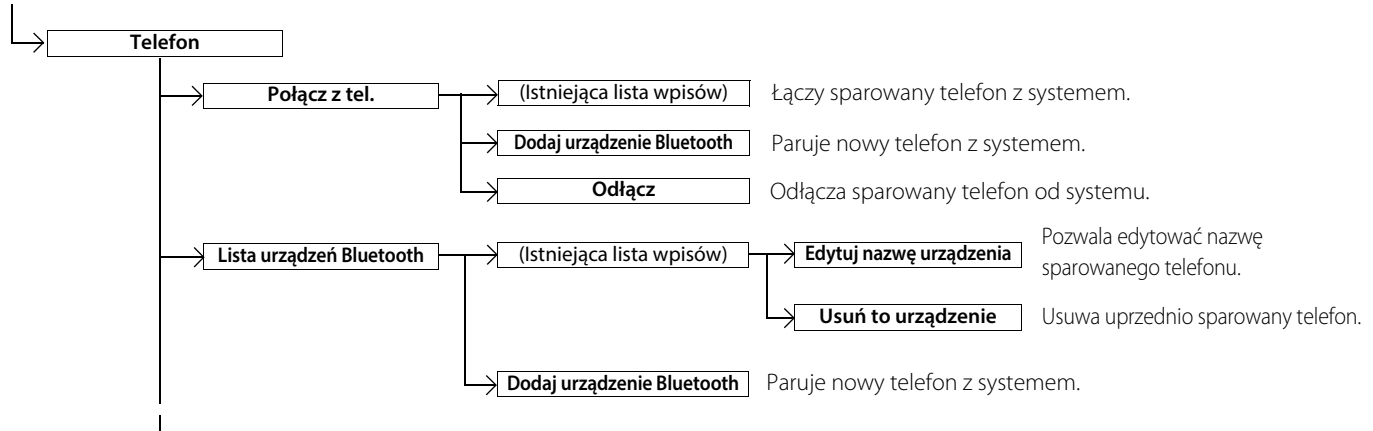 Telefon
Połącz z tel.
(Istniejąca lista wpisów)
Łączy sparowany telefon z systemem.
Dodaj urządzenie Bluetooth
Paruje nowy telefon z systemem.
Odłącz
Odłącza sparowany telefon od systemu.
Lista urządzeń Bluetooth
(Istniejąca lista wpisów)
Edytuj nazwę urządzenia
Pozwala edytować nazwę
sparowanego telefonu.
Usuń to urządzenie
Usuwa uprzednio sparowany telefon.
Dodaj urządzenie Bluetooth
Paruje nowy telefon z systemem.